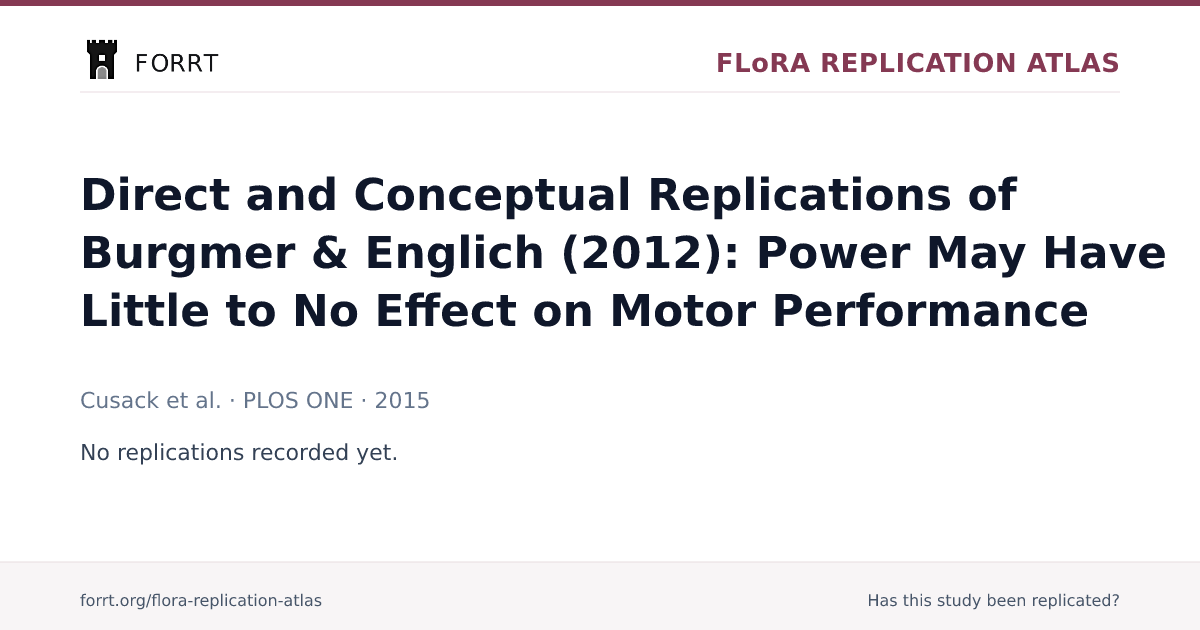 FORRT
FLoRA REPLICATION ATLAS
Direct and Conceptual Replications of
Burgmer & Englich (2012): Power May Have
Little to No Effect on Motor Performance
Cusack et al. · PLOS ONE · 2015
No replications recorded yet.
forrt.org/flora-replication-atlas
Has this study been replicated?